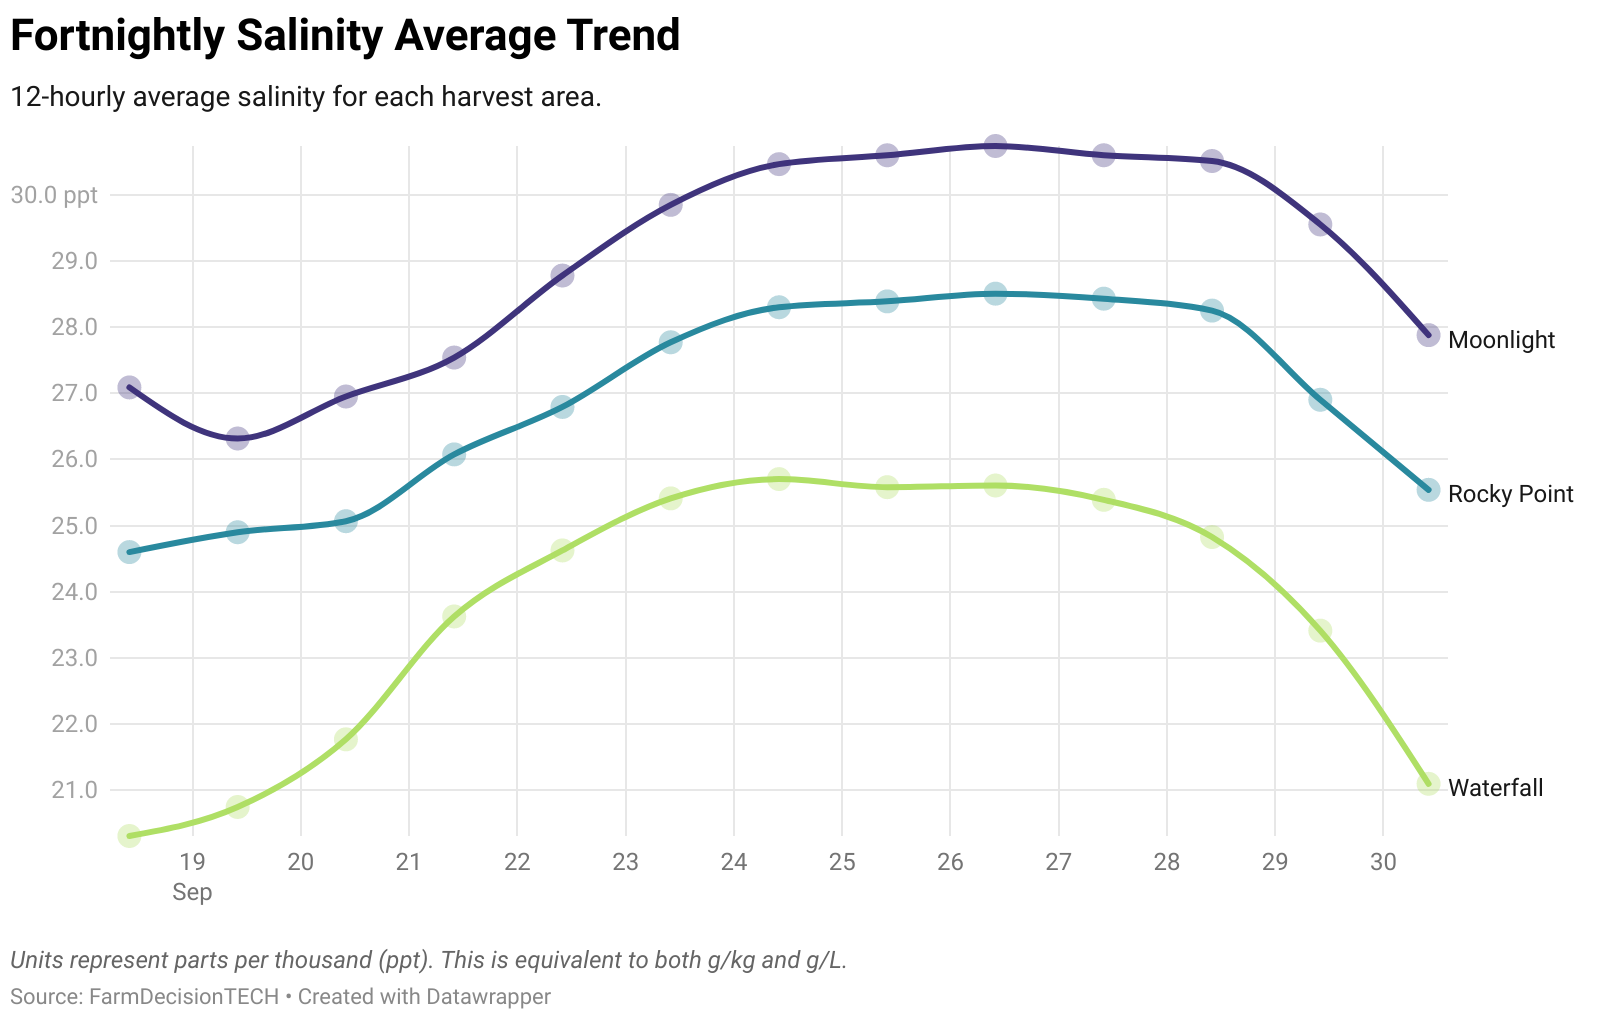 Fortnightly Salinity Average Trend
12-hourly average salinity for each harvest area.
30.0 ppt
29.0
28.0
27.0
26.0
25.0
24.0
23.0
22.0
21.0
Moonlight
Rocky Point
Waterfall
19 20 21 22 23 24 25 26 27 28 29 30
Sep
Units represent parts per thousand (ppt). This is equivalent to both g/kg and g/L.
Source: FarmDecisionTECH • Created with Datawrapper